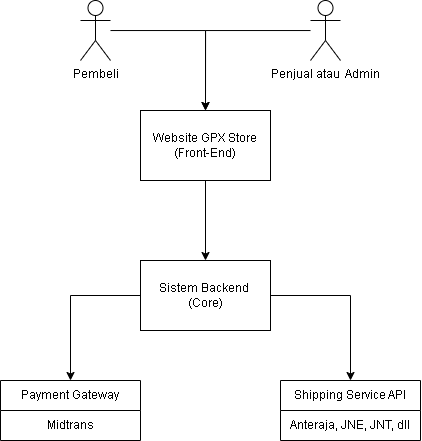 Pembeli
Penjual atau Admin
Website GPX Store
(Front-End)
Sistem Backend
(Core)
Payment Gateway
Midtrans
Shipping Service API
Anteraja, JNE, JNT, dll